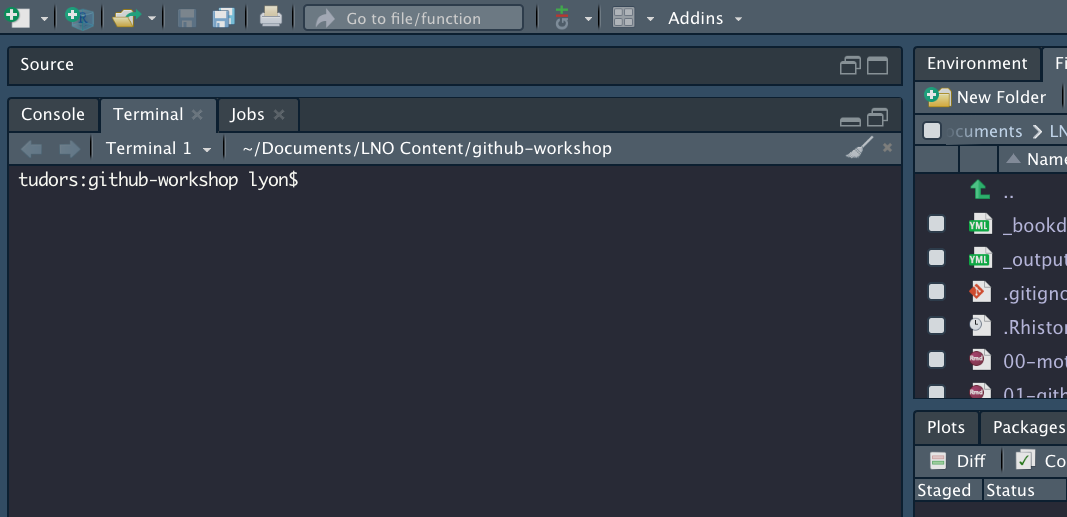 Go to file/function
Addins
Source
Console Terminal Jobs
Terminal 1 ~/Documents/LNO Content/github-workshop
tudors:github-workshop lyon$
Environment Fi
New Folder
cuments LN
Name
..
_bookd
_output
.gitigno
.Rhistor
00-mot
01-gith
Plots Packages
Diff Co
Staged Status